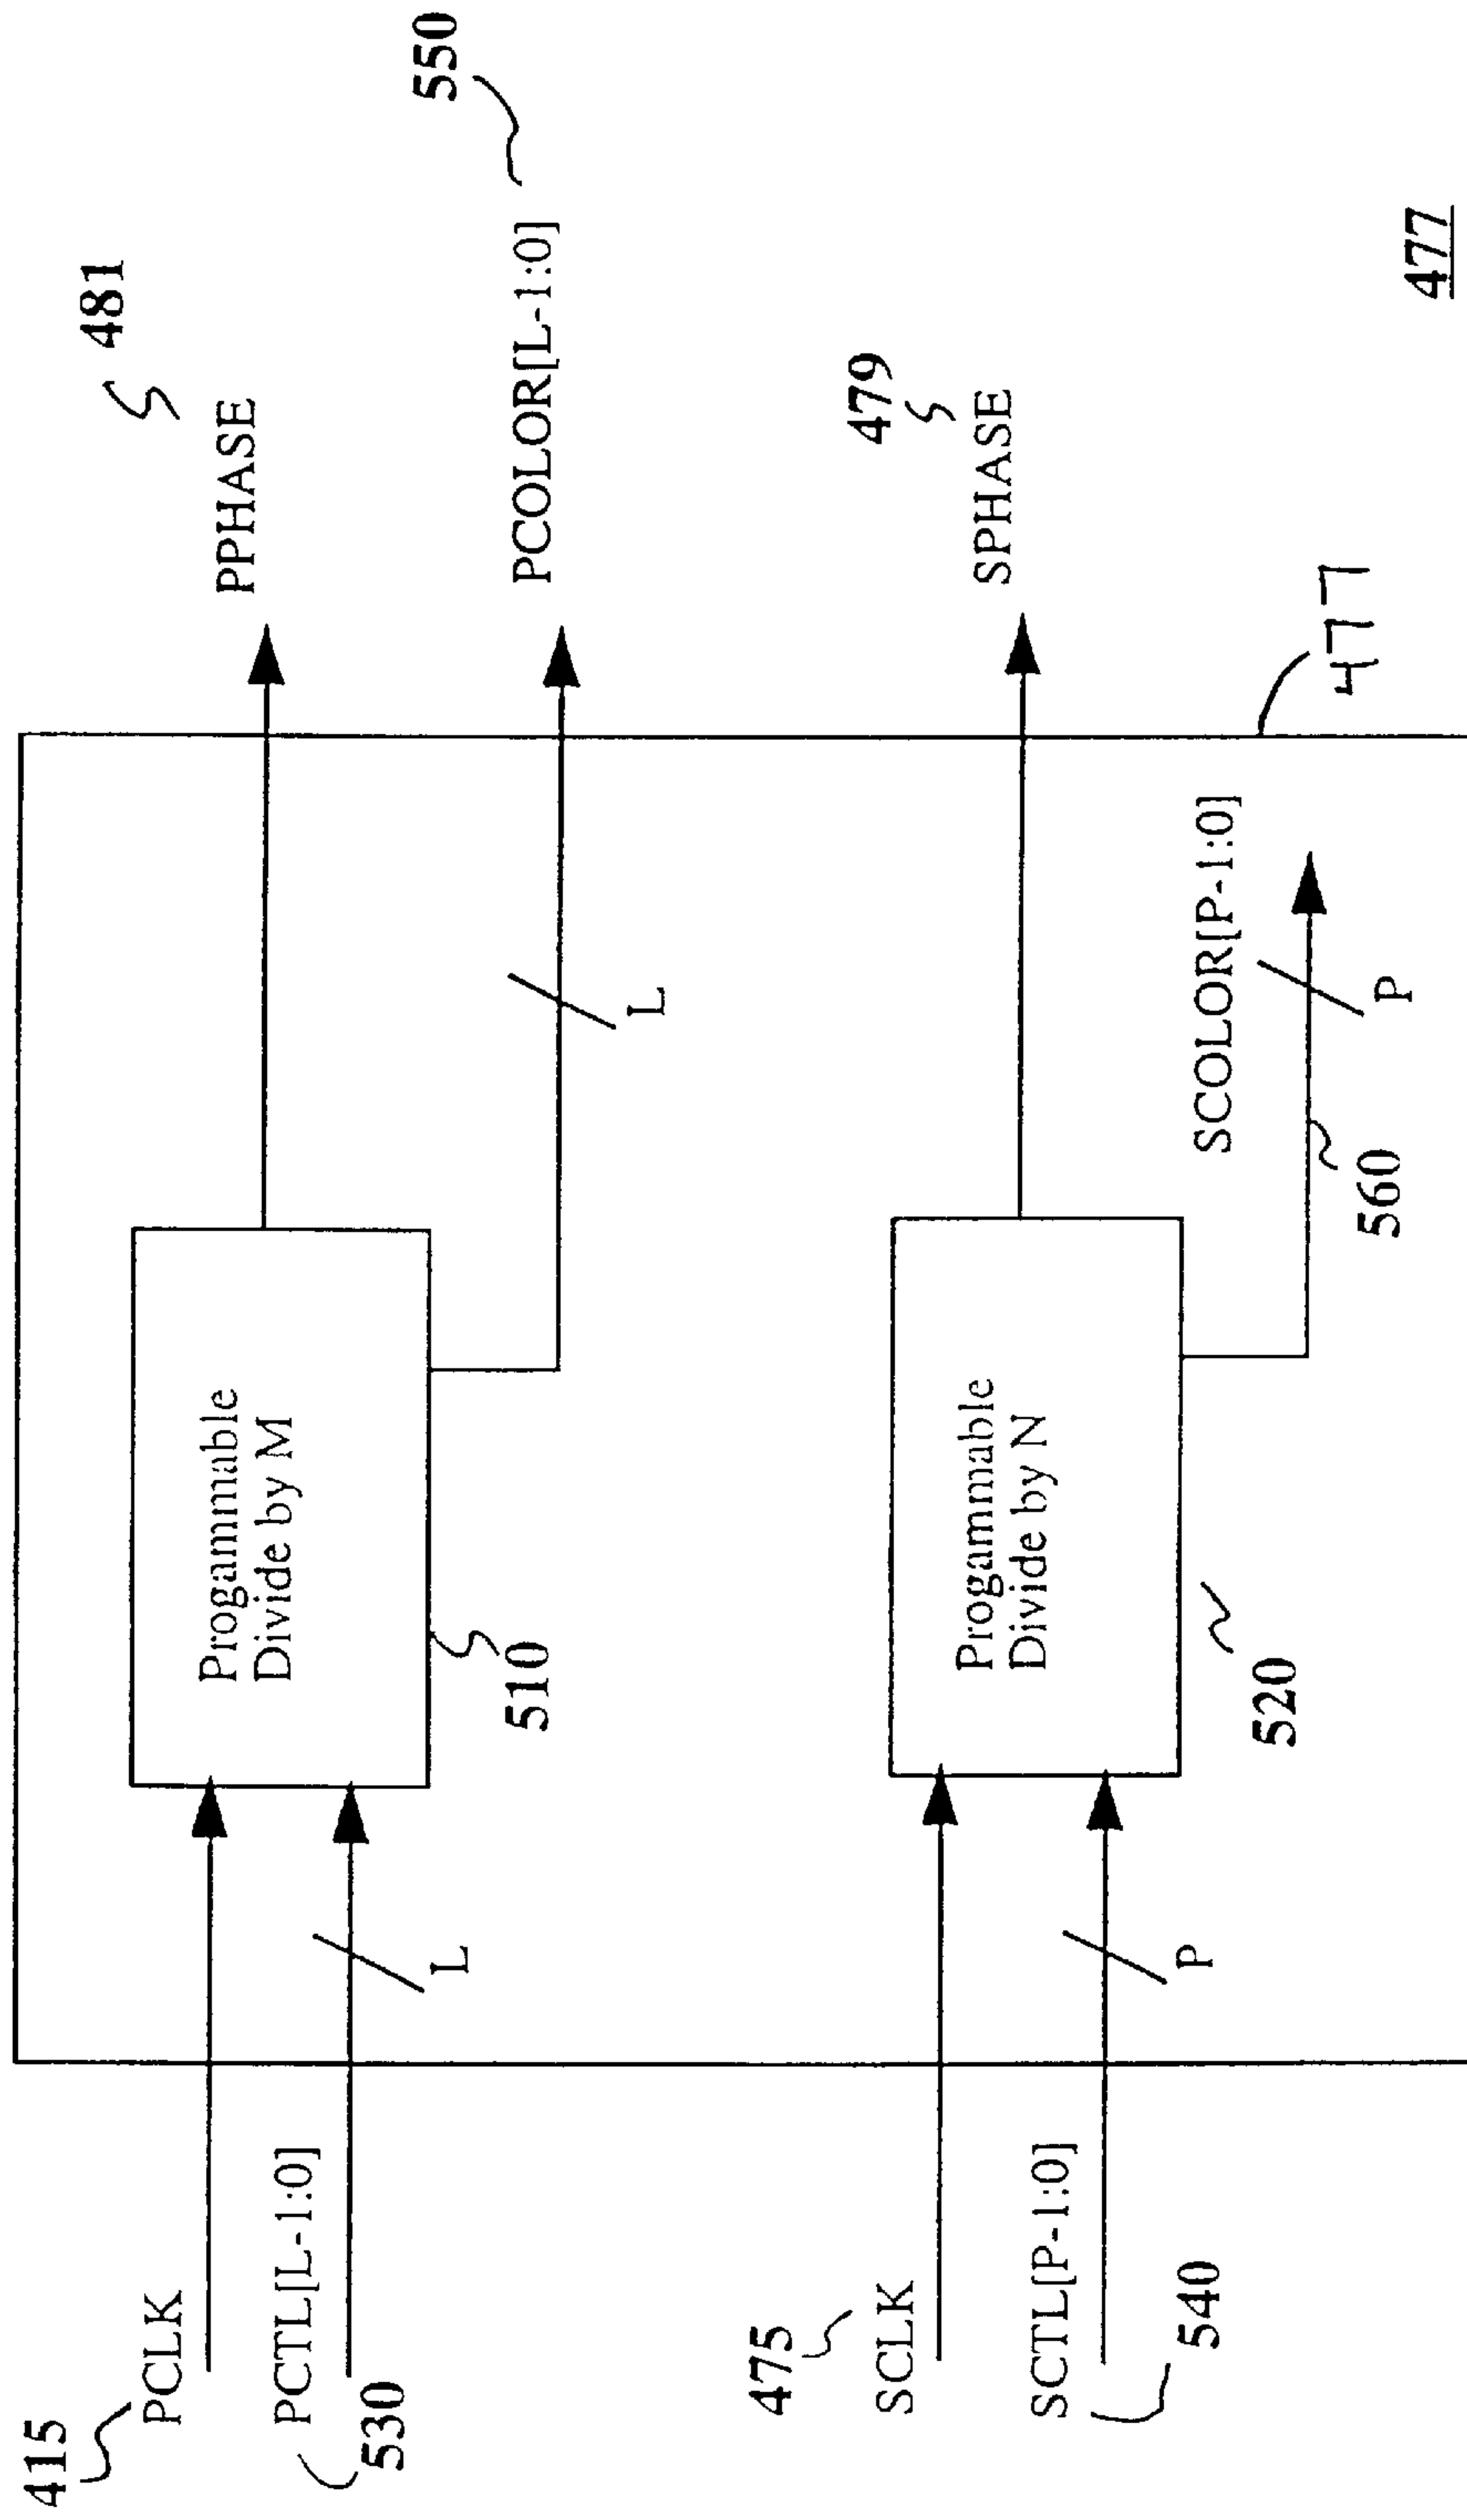 415
PCLK
PCTL[L-1:0]
530
L
Progammable
Divide by M
510
PPHASE
481
L
PCOLOR[L-1:0]
550
475
SCLK
SCTL[P-1:0]
540
P
Progammable
Divide by N
520
SPHASE
479
SCOLOR[P-1:0]
P
560
477
477